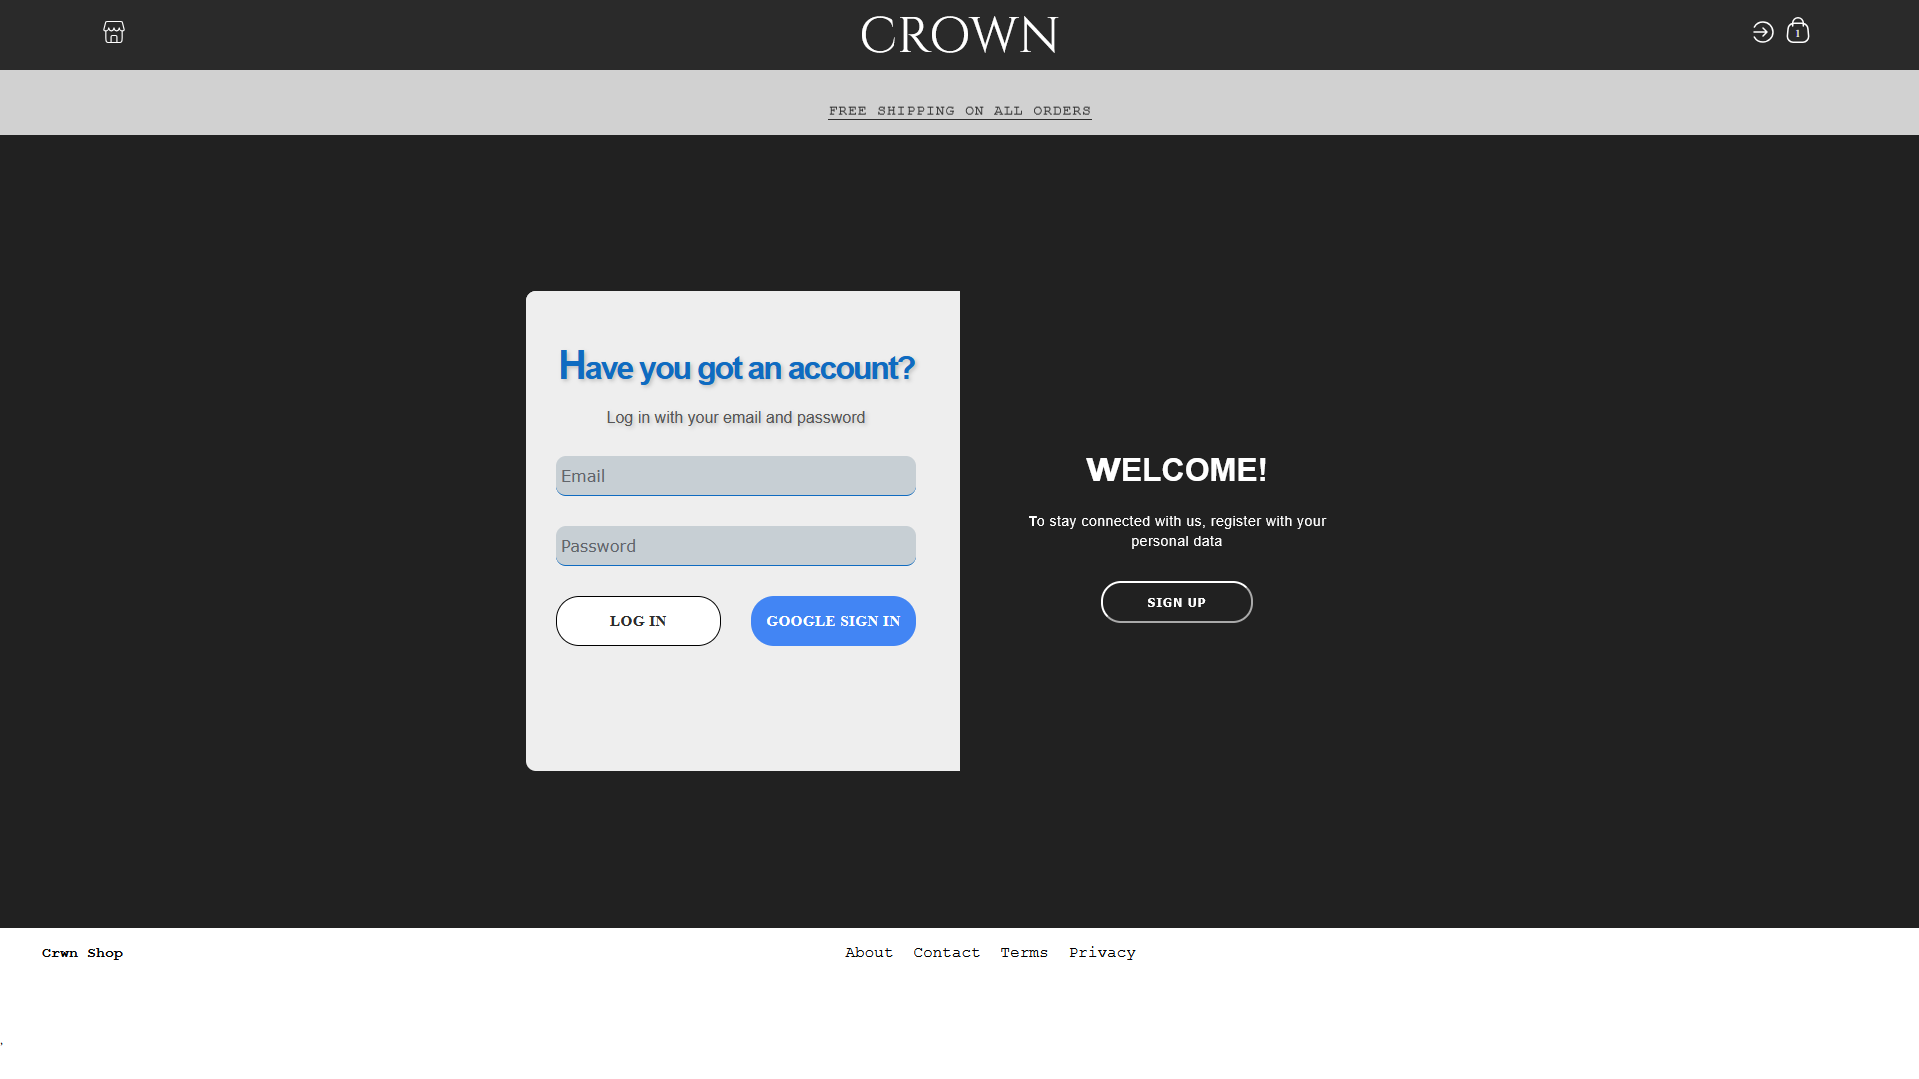 CROWN
1
FREE SHIPPING ON ALL ORDERS
Have you got an account?
Log in with your email and password
Email
Password
LOG IN
GOOGLE SIGN IN
WELCOME!
To stay connected with us, register with your
personal data
SIGN UP
Crwn Shop
About
Contact
Terms
Privacy
,